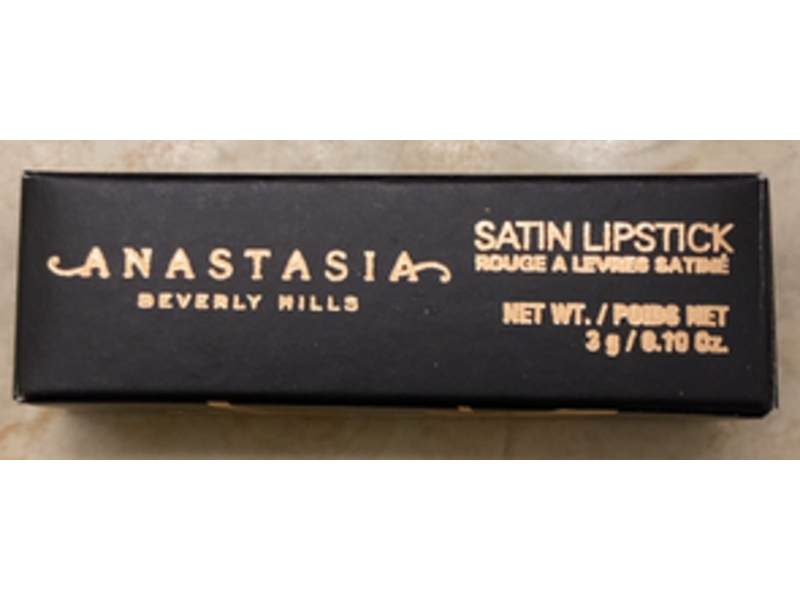 ANASTASIA
BEVERLY HILLS
SATIN LIPSTICK
ROUGE A LEVRES SATINÉ
NET WT. / POIDS NET
3 g / 0.10 Oz.